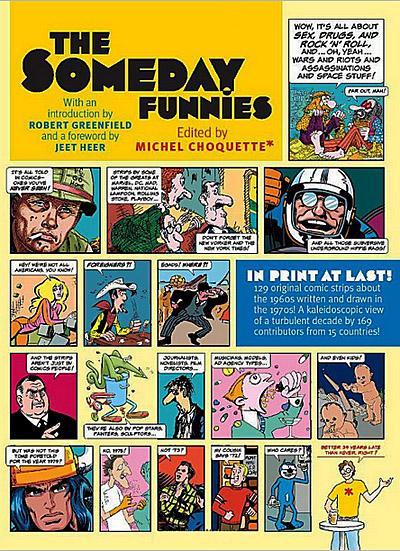 THE
SOMEDAY
FUNNIES
With an
introduction by
ROBERT GREENFIELD
and a foreword by
JEET HEER
Edited by
MICHEL CHOQUETTE*
WOW, IT'S ALL ABOUT
SEX, DRUGS, AND
ROCK 'N' ROLL,
AND... OH, YEAH...
WARS AND RIOTS AND
ASSASSINATIONS
AND SPACE STUFF!
FAR OUT, MAN!
IT'S ALL TOLD
IN COMICS--
ONES YOU'VE
NEVER SEEN!
STRIPS BY SOME
OF THE GREATS AT
MARVEL, DC, MAD
WARREN, NATIONAL
LAMPOON, ROLLING
STONE, PLAYBOY...
DON'T FORGET THE
NEW YORKER AND THE
NEW YORK TIMES!
AND ALL THOSE SUBVERSIVE
UNDERGROUND HIPPIE RAGS!
HEY! WE'RE NOT ALL
AMERICANS, YOU KNOW!
FOREIGNERS?!
EGADS! WHERE?!
IN PRINT AT LAST!
129 original comic strips about
the 1960s written and drawn in
the 1970s! A kaleidoscopic view
of a turbulent decade by 169
contributors from 15 countries!
AND THE STRIPS
AREN'T JUST BY
COMICS PEOPLE!
THEY'RE ALSO BY POP STARS,
PAINTERS, SCULPTORS...
JOURNALISTS,
NOVELISTS, FILM
DIRECTORS...
MUSICIANS, MODELS,
AD AGENCY TYPES...
AND EVEN KIDS!
BUT WAS NOT THIS
TOME FORETOLD
FOR THE YEAR 1979?
NO, 1975!
NOT '73?
MY COUSIN
SAYS '72!
WHO CARES?
BETTER 39 YEARS LATE
THAN NEVER, RIGHT?